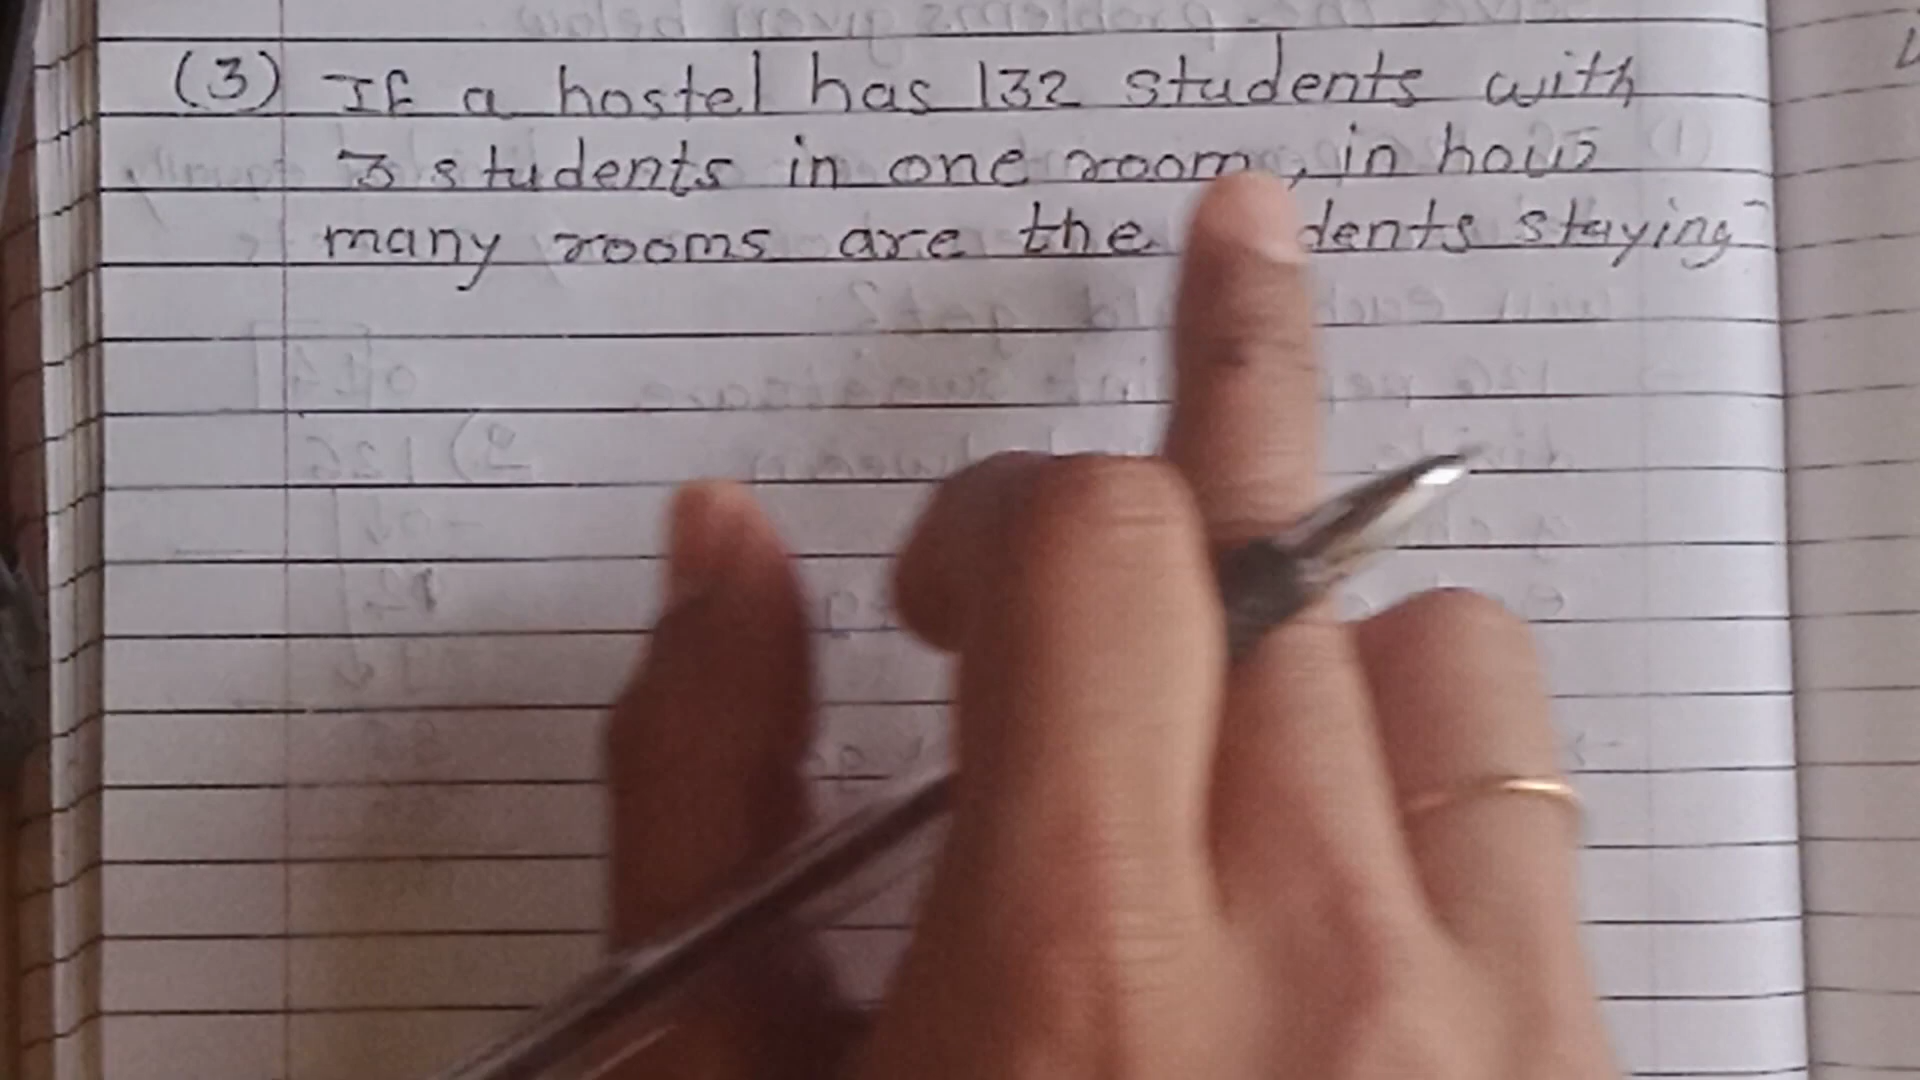 (3) If a hostel has 132 students with
3 students in one room, in how
many rooms are the dents staying?